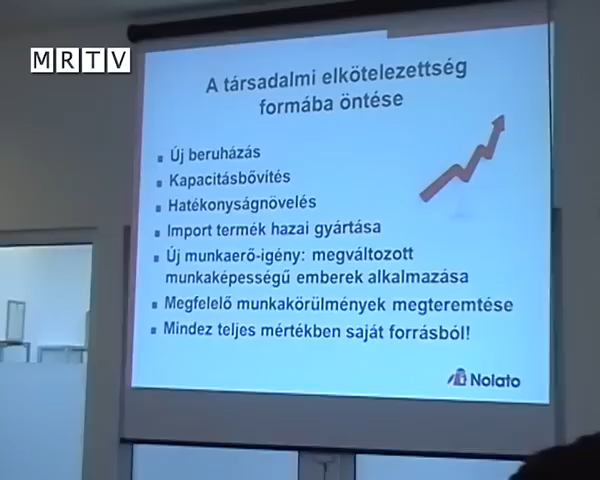 MRTV
A társadalmi elkötelezettség
formába öntése
Új beruházás
Kapacitásbővítés
Hatékonyságnövelés
Import termék hazai gyártása
Új munkaerő-igény: megváltozott
munkaképességű emberek alkalmazása
Megfelelő munkakörülmények megteremtése
Mindez teljes mértékben saját forrásból!
Nolato